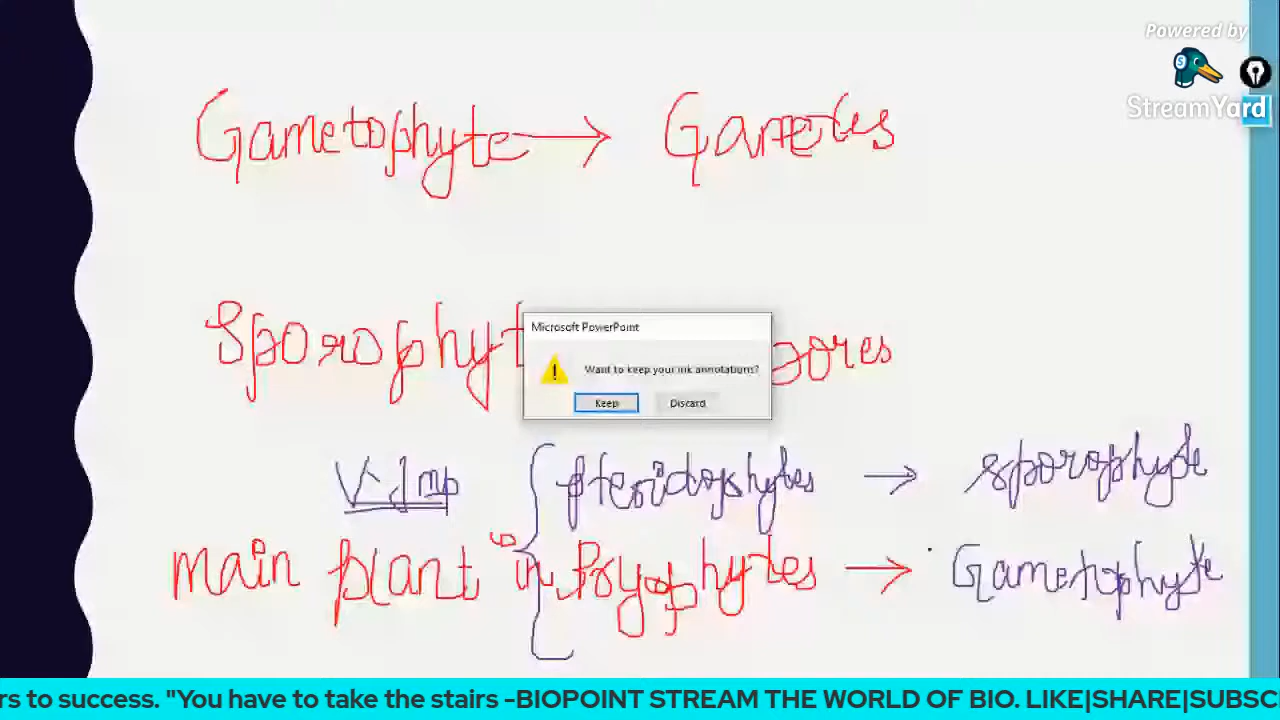 Powered by
StreamYard
Gametophyte → Gametes
Sporophyt
pores
Microsoft PowerPoint
Want to keep your ink annotations?
Keep Discard
V.Imp
pteridophytes → sporophyte
main plant in Bryophytes → Gametophyte
rs to success. "You have to take the stairs -BIOPOINT STREAM THE WORLD OF BIO. LIKE|SHARE|SUBSC